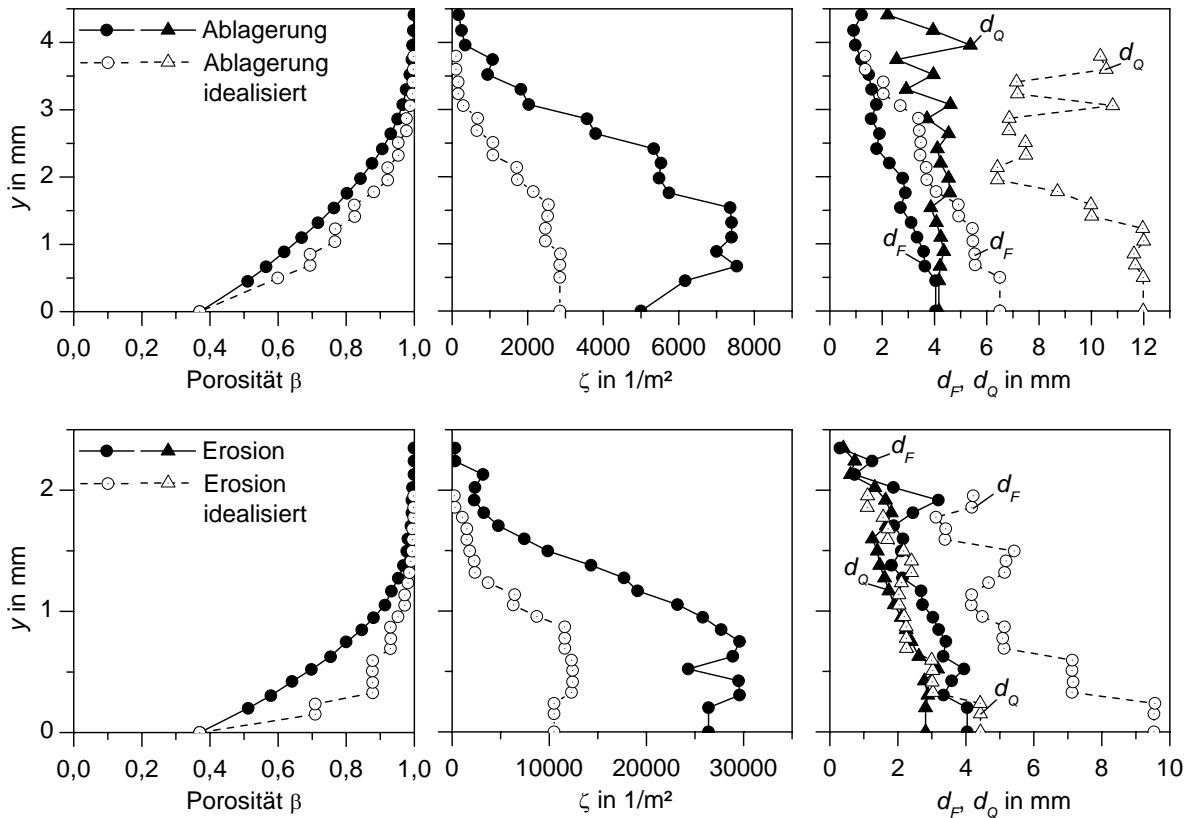 4
3
2
1
0
y in mm
Ablagerung
Ablagerung
idealisiert
0,0 0,2 0,4 0,6 0,8 1,0
Porosität β
0 2000 4000 6000 8000
ζ in 1/m²
d_Q
d_Q
d_F
d_F
0 2 4 6 8 10 12
d_F, d_Q in mm
2
1
0
y in mm
Erosion
Erosion
idealisiert
0,0 0,2 0,4 0,6 0,8 1,0
Porosität β
0 10000 20000 30000
ζ in 1/m²
d_F
d_F
d_Q
d_Q
0 2 4 6 8 10
d_F, d_Q in mm